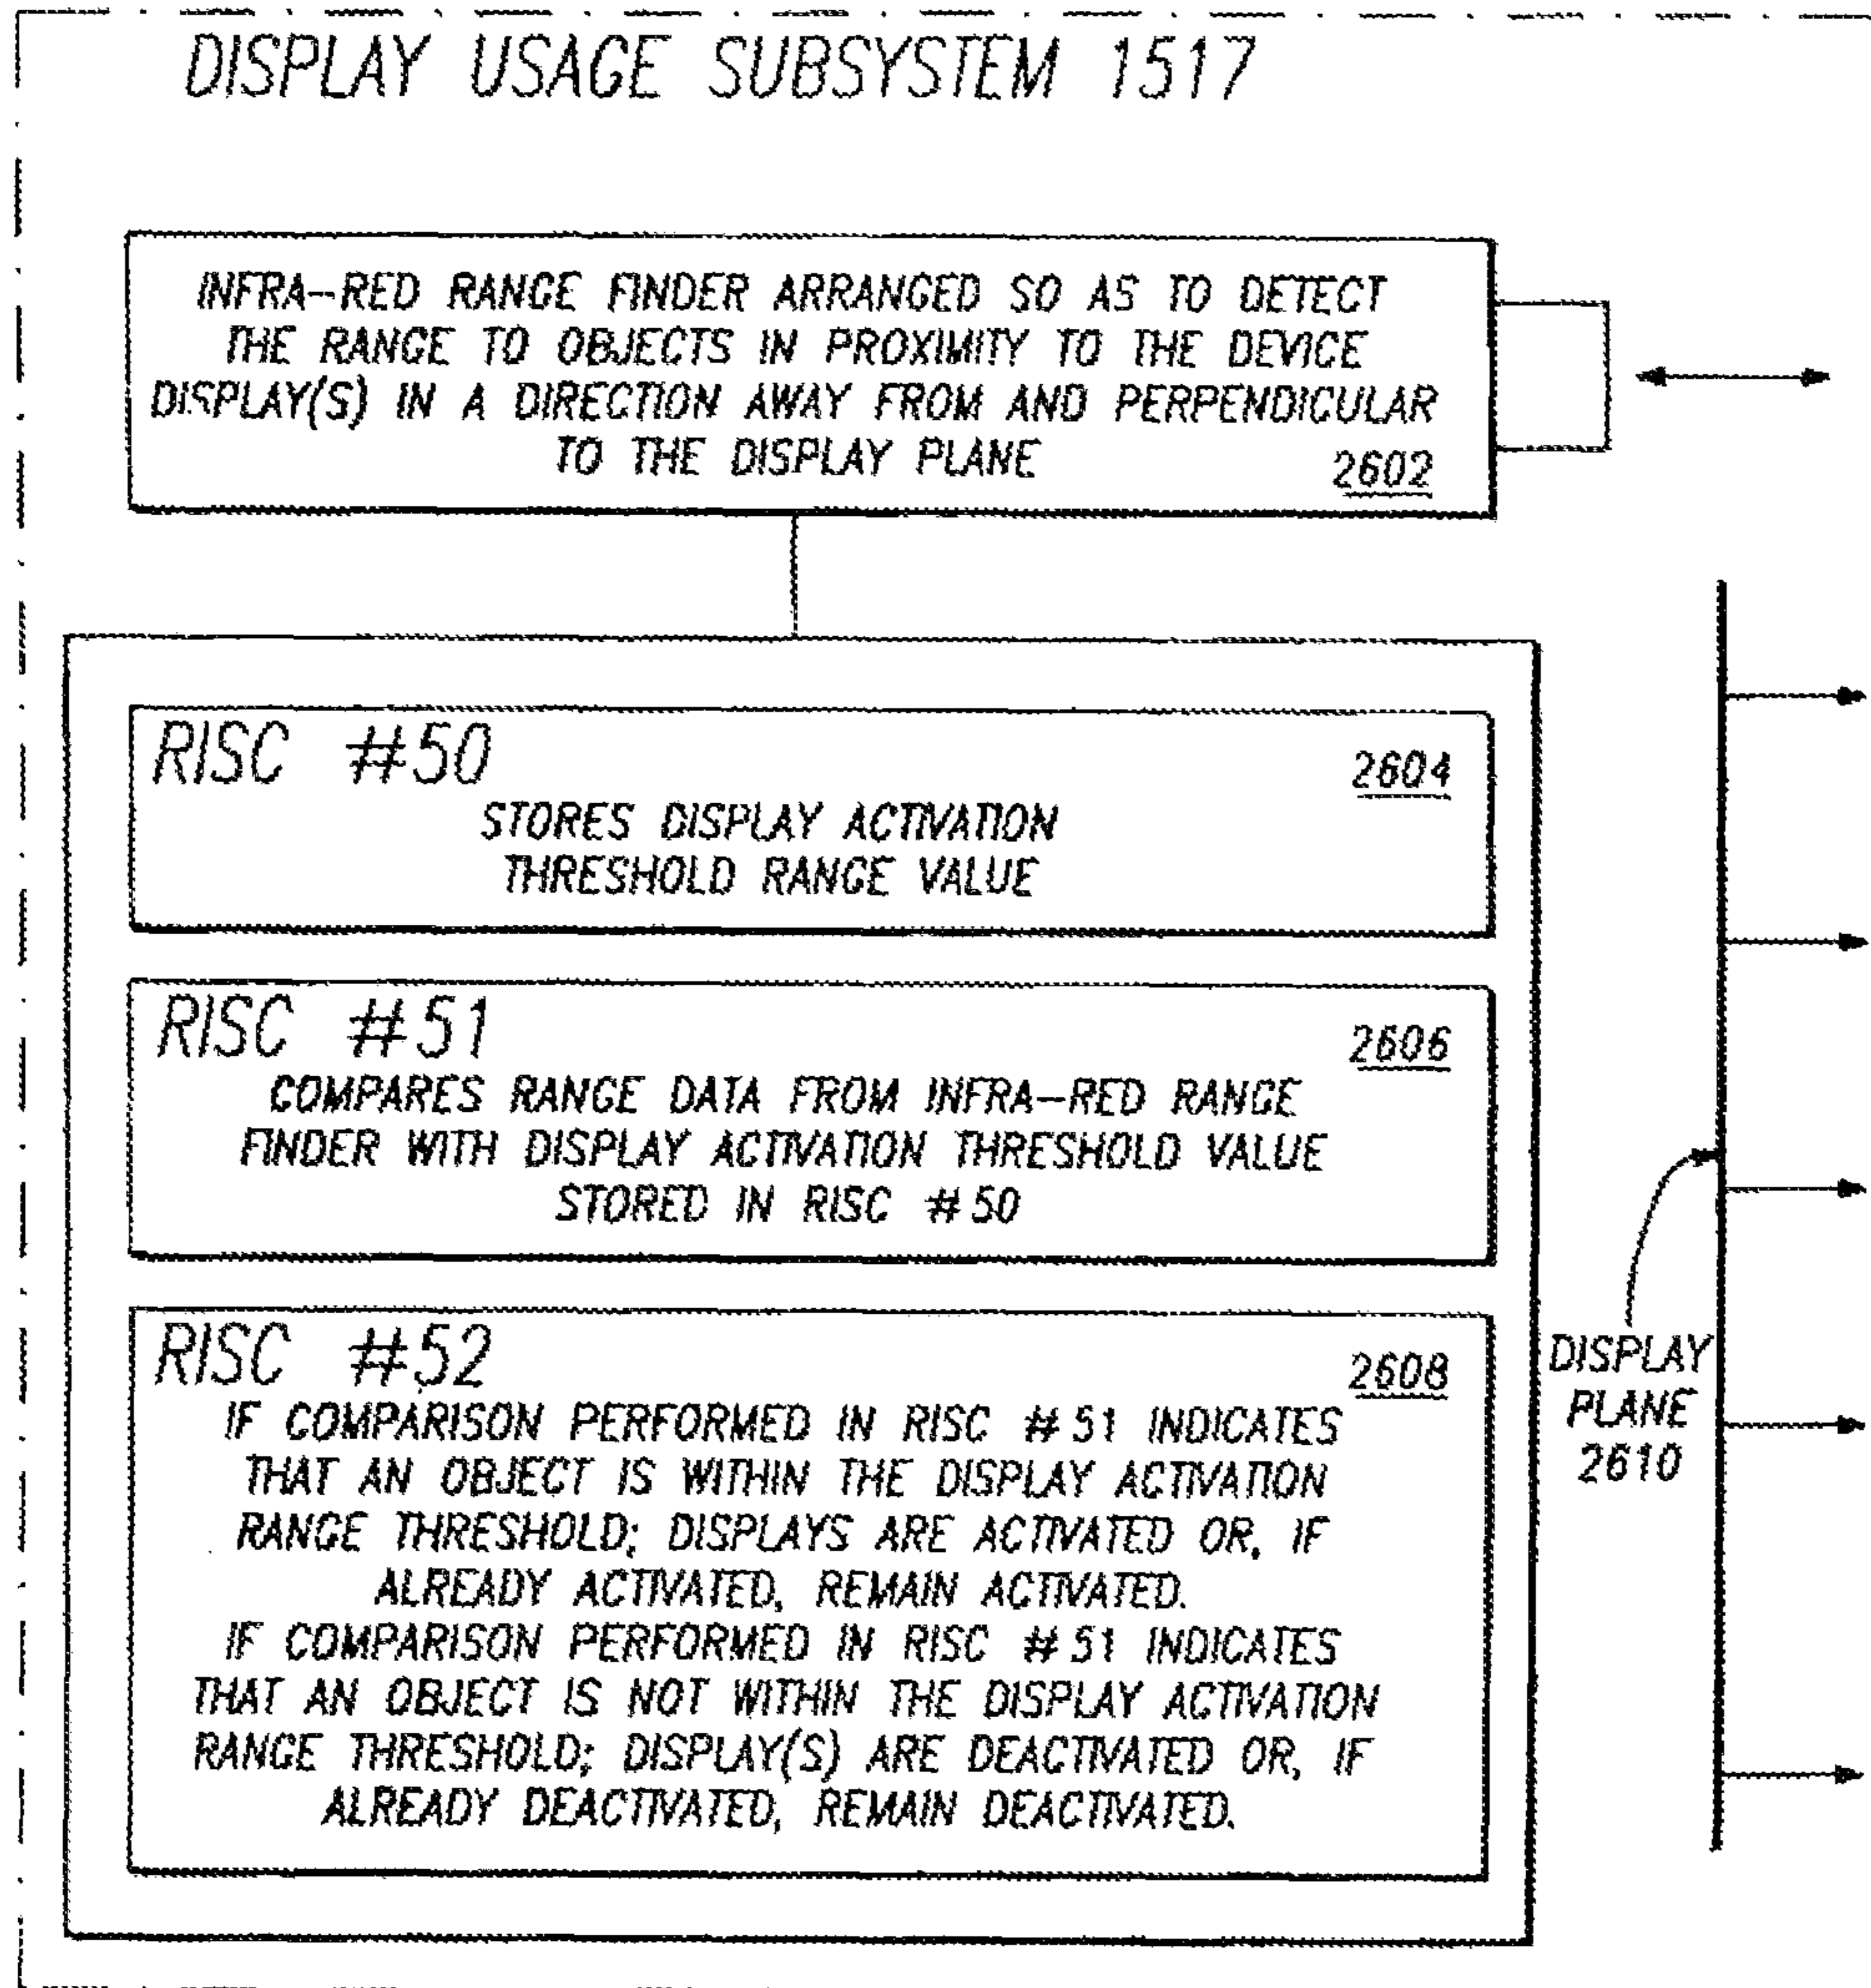 DISPLAY USAGE SUBSYSTEM 1517
INFRA-RED RANGE FINDER ARRANGED SO AS TO DETECT
THE RANGE TO OBJECTS IN PROXIMITY TO THE DEVICE
DISPLAY(S) IN A DIRECTION AWAY FROM AND PERPENDICULAR
TO THE DISPLAY PLANE 2602
RISC #50 2604
STORES DISPLAY ACTIVATION
THRESHOLD RANGE VALUE
RISC #51 2606
COMPARES RANGE DATA FROM INFRA-RED RANGE
FINDER WITH DISPLAY ACTIVATION THRESHOLD VALUE
STORED IN RISC #50
RISC #52 2608
IF COMPARISON PERFORMED IN RISC #51 INDICATES
THAT AN OBJECT IS WITHIN THE DISPLAY ACTIVATION
RANGE THRESHOLD; DISPLAYS ARE ACTIVATED OR, IF
ALREADY ACTIVATED, REMAIN ACTIVATED.
IF COMPARISON PERFORMED IN RISC #51 INDICATES
THAT AN OBJECT IS NOT WITHIN THE DISPLAY ACTIVATION
RANGE THRESHOLD; DISPLAY(S) ARE DEACTIVATED OR, IF
ALREADY DEACTIVATED, REMAIN DEACTIVATED.
DISPLAY
PLANE
2610